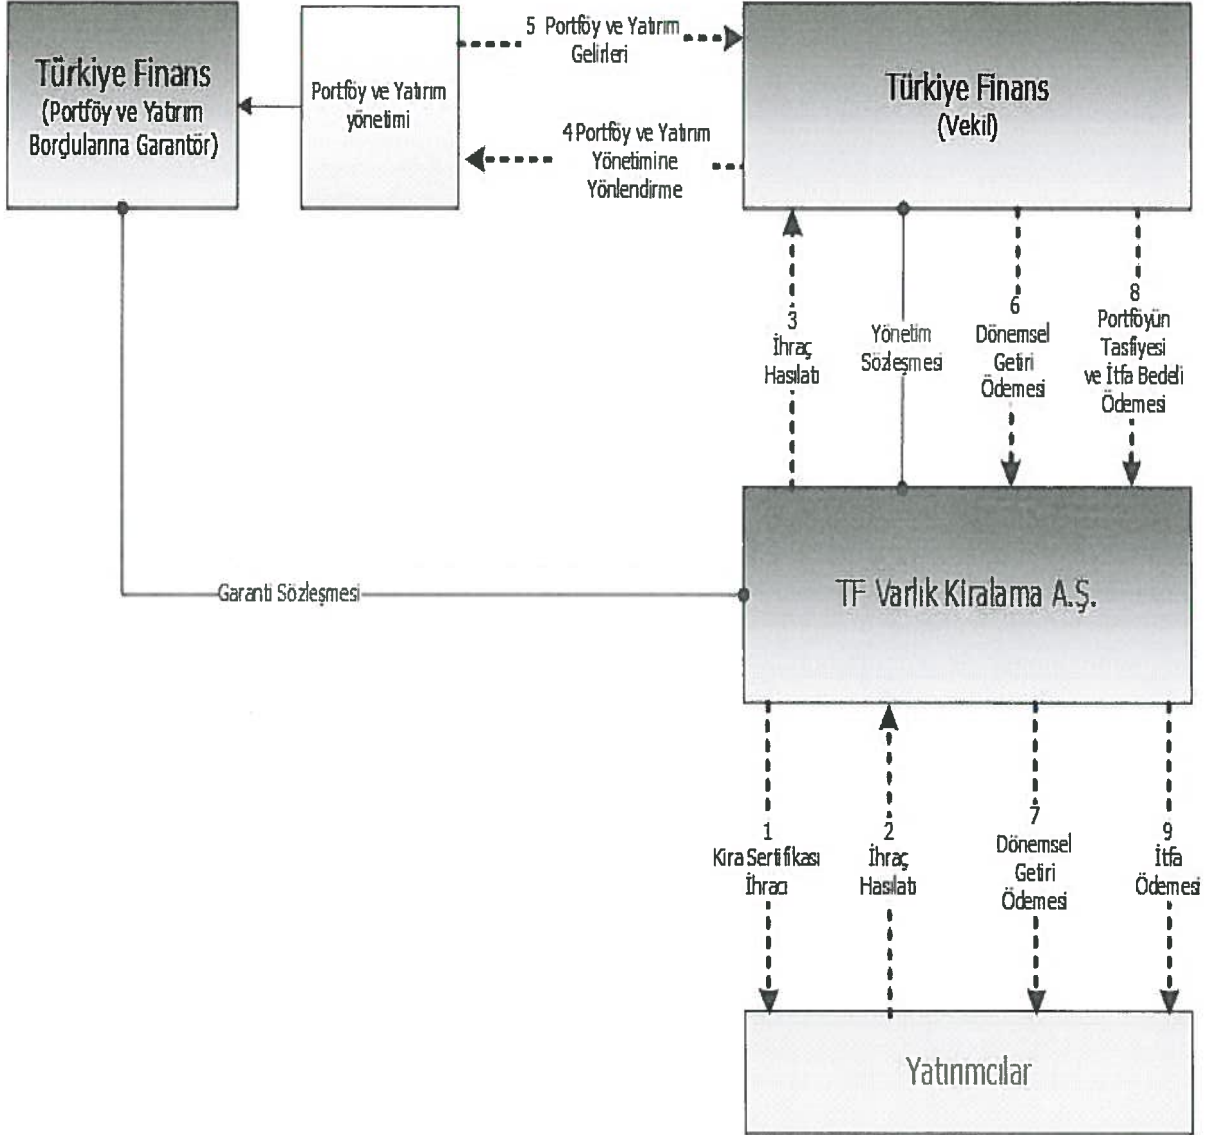 Türkiye Finans
(Portföy ve Yatırım
Borçlularına Garantör)
Portföy ve Yatırım
yönetimi
5 Portföy ve Yatırım
Gelirleri
4 Portföy ve Yatırım
Yönetimine
Yönlendirme
Türkiye Finans
(Vekil)
3
İhraç
Hasılatı
Yönetim
Sözleşmesi
6
Dönemsel
Getiri
Ödemesi
8
Portföyün
Tasfiyesi
ve İtfa Bedeli
Ödemesi
Garanti Sözleşmesi
TF Varlık Kiralama A.Ş.
1
Kira Sertifikası
İhracı
2
İhraç
Hasılatı
7
Dönemsel
Getiri
Ödemesi
9
İtfa
Ödemesi
Yatırımcılar